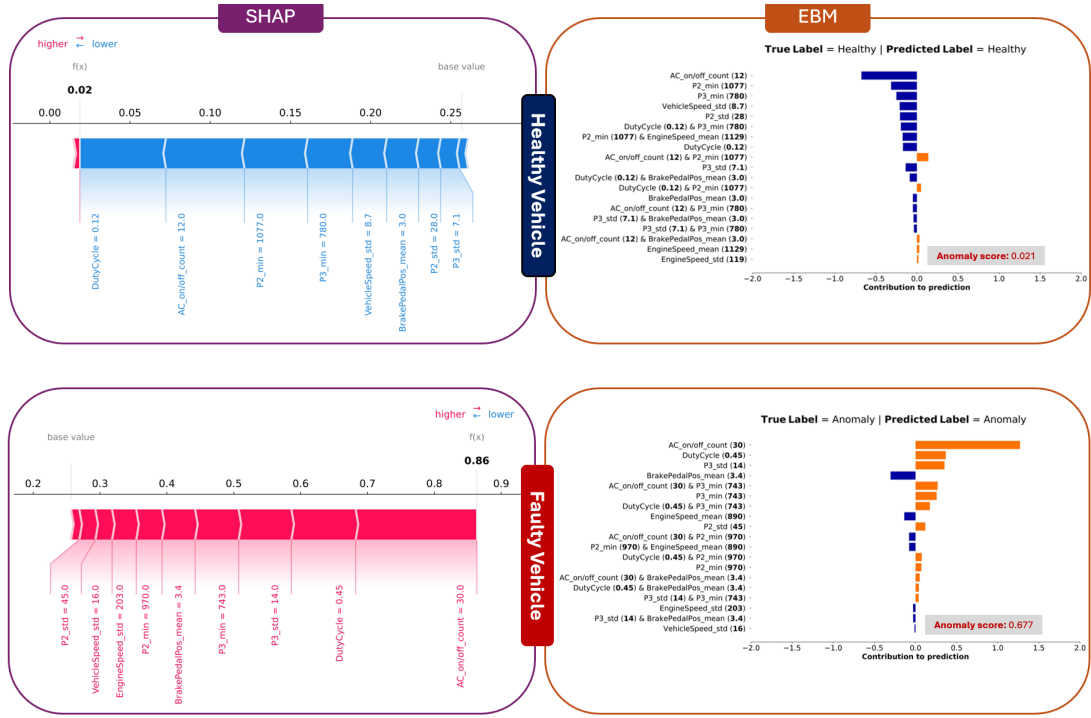 SHAP
higher → ← lower
f(x)
base value
0.02
0.00 0.05 0.10 0.15 0.20 0.25
DutyCycle = 0.12
AC_on/off_count = 12.0
P2_min = 1077.0
P3_min = 780.0
VehicleSpeed_std = 8.7
BrakePedalPos_mean = 3.0
P2_std = 28.0
P3_std = 7.1
Healthy Vehicle
EBM
True Label = Healthy | Predicted Label = Healthy
AC_on/off_count (12)
P2_min (1077)
P3_min (780)
VehicleSpeed_std (8.7)
P2_std (28)
DutyCycle (0.12) & P3_min (780)
P2_min (1077) & EngineSpeed_mean (1129)
DutyCycle (0.12)
AC_on/off_count (12) & P2_min (1077)
P3_std (7.1)
DutyCycle (0.12) & BrakePedalPos_mean (3.0)
DutyCycle (0.12) & P2_min (1077)
BrakePedalPos_mean (3.0)
AC_on/off_count (12) & P3_min (780)
P3_std (7.1) & BrakePedalPos_mean (3.0)
P3_std (7.1) & P3_min (780)
AC_on/off_count (12) & BrakePedalPos_mean (3.0)
EngineSpeed_mean (1129)
EngineSpeed_std (119)
Anomaly score: 0.021
−2.0 −1.5 −1.0 −0.5 0.0 0.5 1.0 1.5 2.0
Contribution to prediction
higher → ← lower
base value
f(x)
0.86
0.2 0.3 0.4 0.5 0.6 0.7 0.8 0.9
P2_std = 45.0
VehicleSpeed_std = 16.0
EngineSpeed_std = 203.0
P2_min = 970.0
BrakePedalPos_mean = 3.4
P3_min = 743.0
P3_std = 14.0
DutyCycle = 0.45
AC_on/off_count = 30.0
Faulty Vehicle
True Label = Anomaly | Predicted Label = Anomaly
AC_on/off_count (30)
DutyCycle (0.45)
P3_std (14)
BrakePedalPos_mean (3.4)
AC_on/off_count (30) & P3_min (743)
P3_min (743)
DutyCycle (0.45) & P3_min (743)
EngineSpeed_mean (890)
P2_std (45)
AC_on/off_count (30) & P2_min (970)
P2_min (970) & EngineSpeed_mean (890)
DutyCycle (0.45) & P2_min (970)
P2_min (970)
AC_on/off_count (30) & BrakePedalPos_mean (3.4)
DutyCycle (0.45) & BrakePedalPos_mean (3.4)
P3_std (14) & P3_min (743)
EngineSpeed_std (203)
P3_std (14) & BrakePedalPos_mean (3.4)
VehicleSpeed_std (16)
Anomaly score: 0.677
−2.0 −1.5 −1.0 −0.5 0.0 0.5 1.0 1.5 2.0
Contribution to prediction